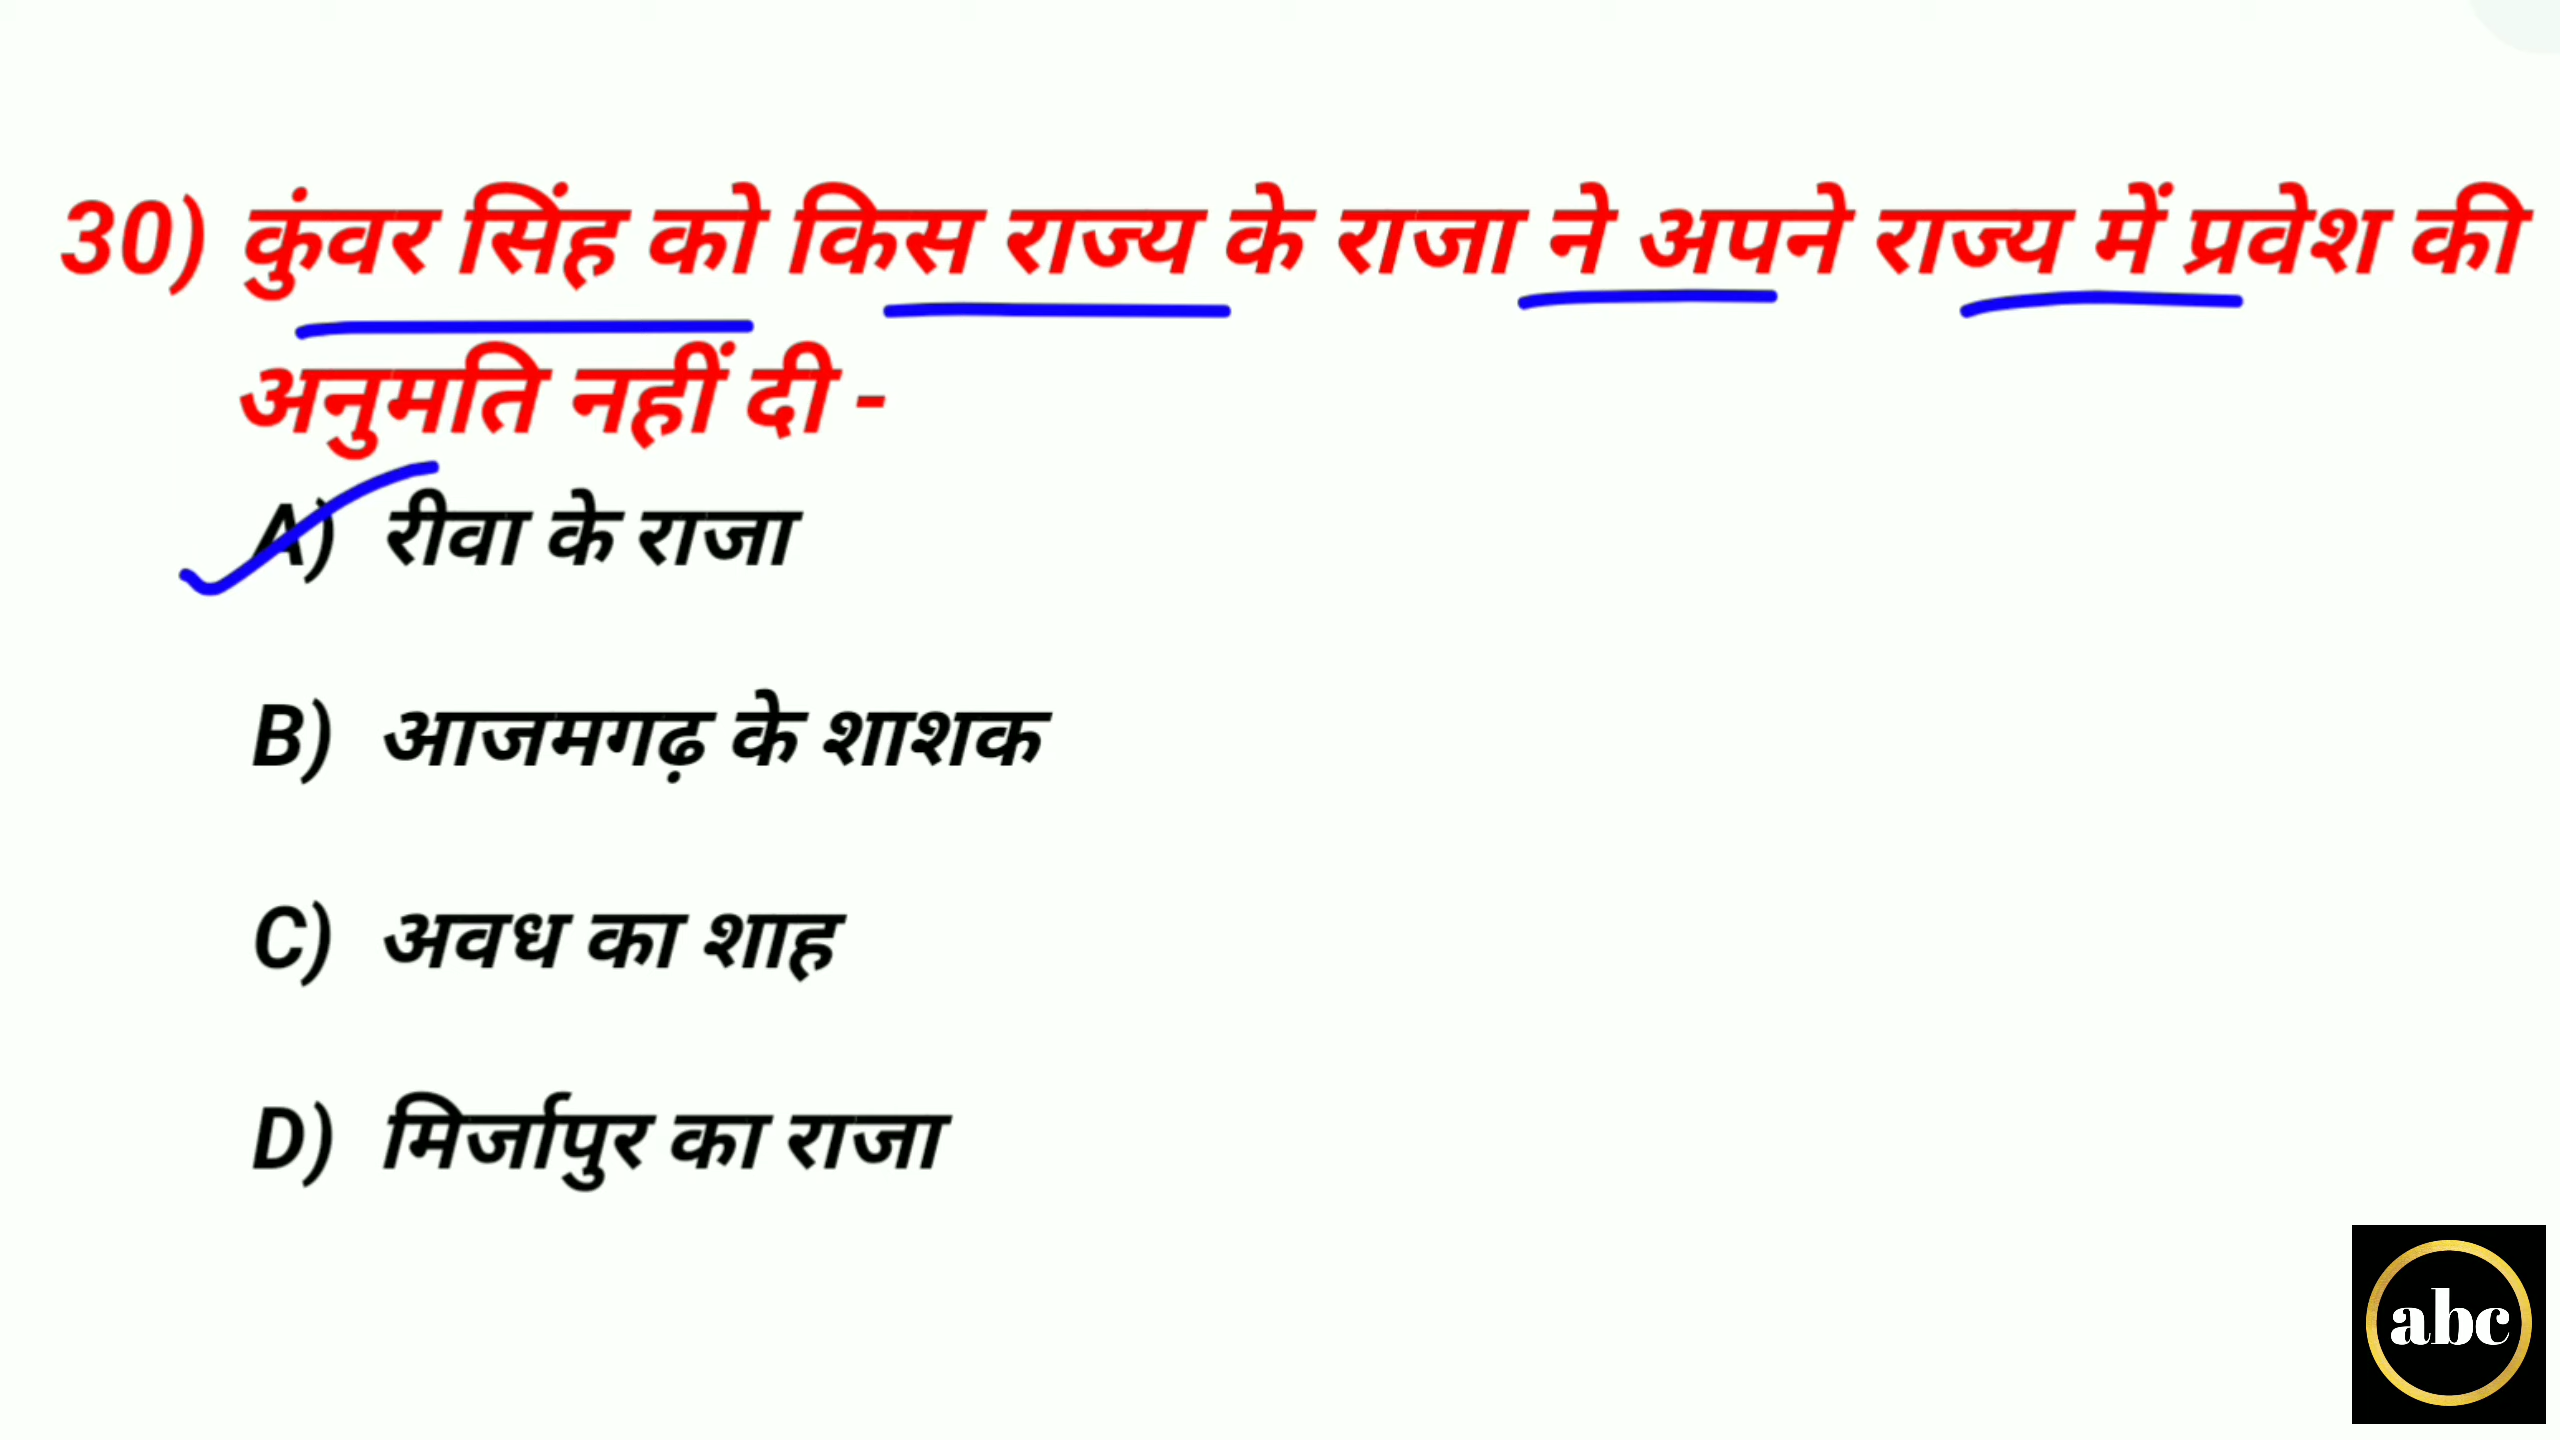 30) कुंवर सिंह को किस राज्य के राजा ने अपने राज्य में प्रवेश की
अनुमति नहीं दी -
A) रीवा के राजा
B) आजमगढ़ के शाशक
C) अवध का शाह
D) मिर्जापुर का राजा
abc